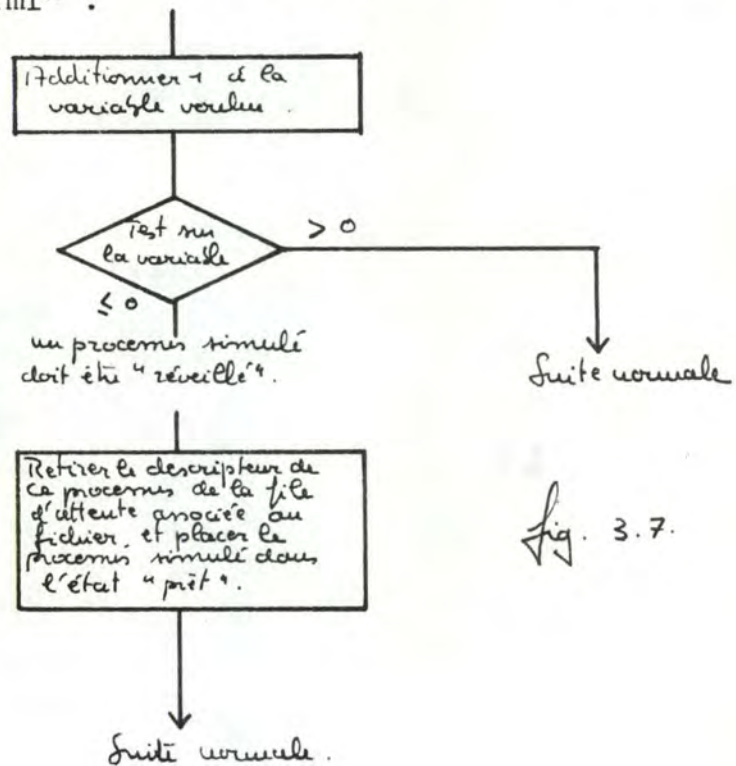 Additionner 1 à la
variable voulue.
Test sur
la variable
> 0
≤ 0
un processus simulé
doit être "réveillé".
Suite normale
Retirer le descripteur de
ce processus de la file
d'attente associée au
fichier, et placer le
processus simulé dans
l'état "prêt".
fig. 3.7.
Suite normale.